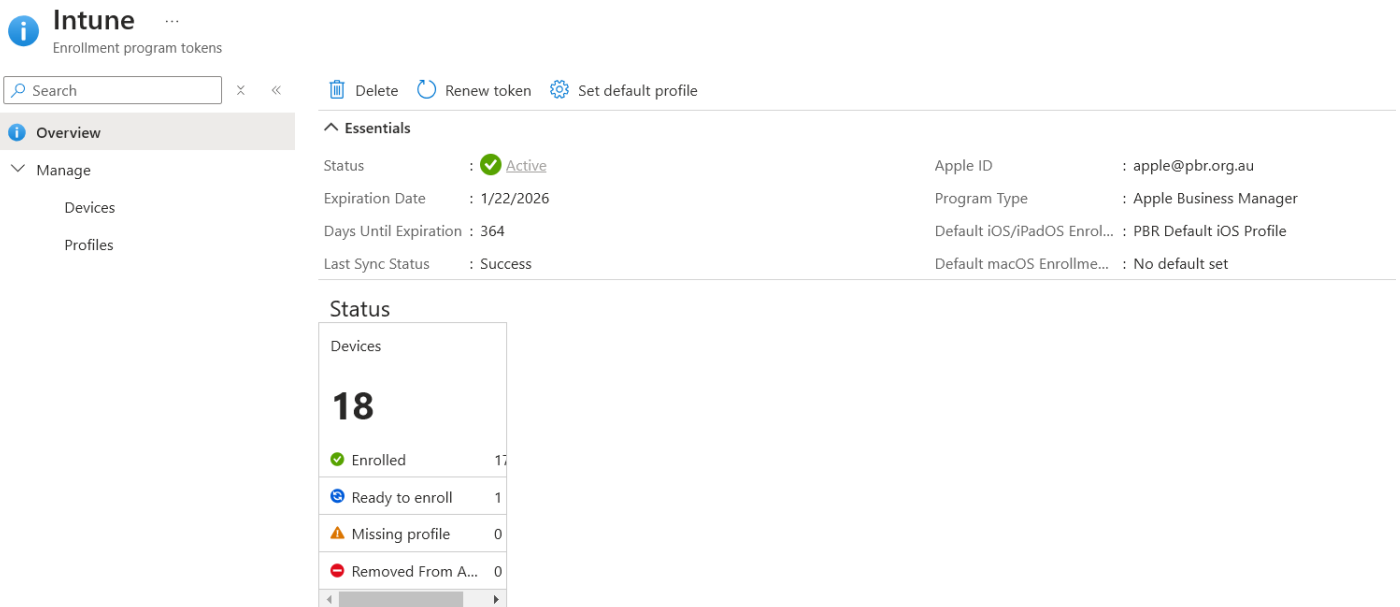 Intune ...
Enrollment program tokens
Search
Overview
Manage
Devices
Profiles
Delete Renew token Set default profile
Essentials
Status : Active
Expiration Date : 1/22/2026
Days Until Expiration : 364
Last Sync Status : Success
Apple ID : apple@pbr.org.au
Program Type : Apple Business Manager
Default iOS/iPadOS Enrol... : PBR Default iOS Profile
Default macOS Enrollme... : No default set
Status
Devices
18
Enrolled 17
Ready to enroll 1
Missing profile 0
Removed From A... 0